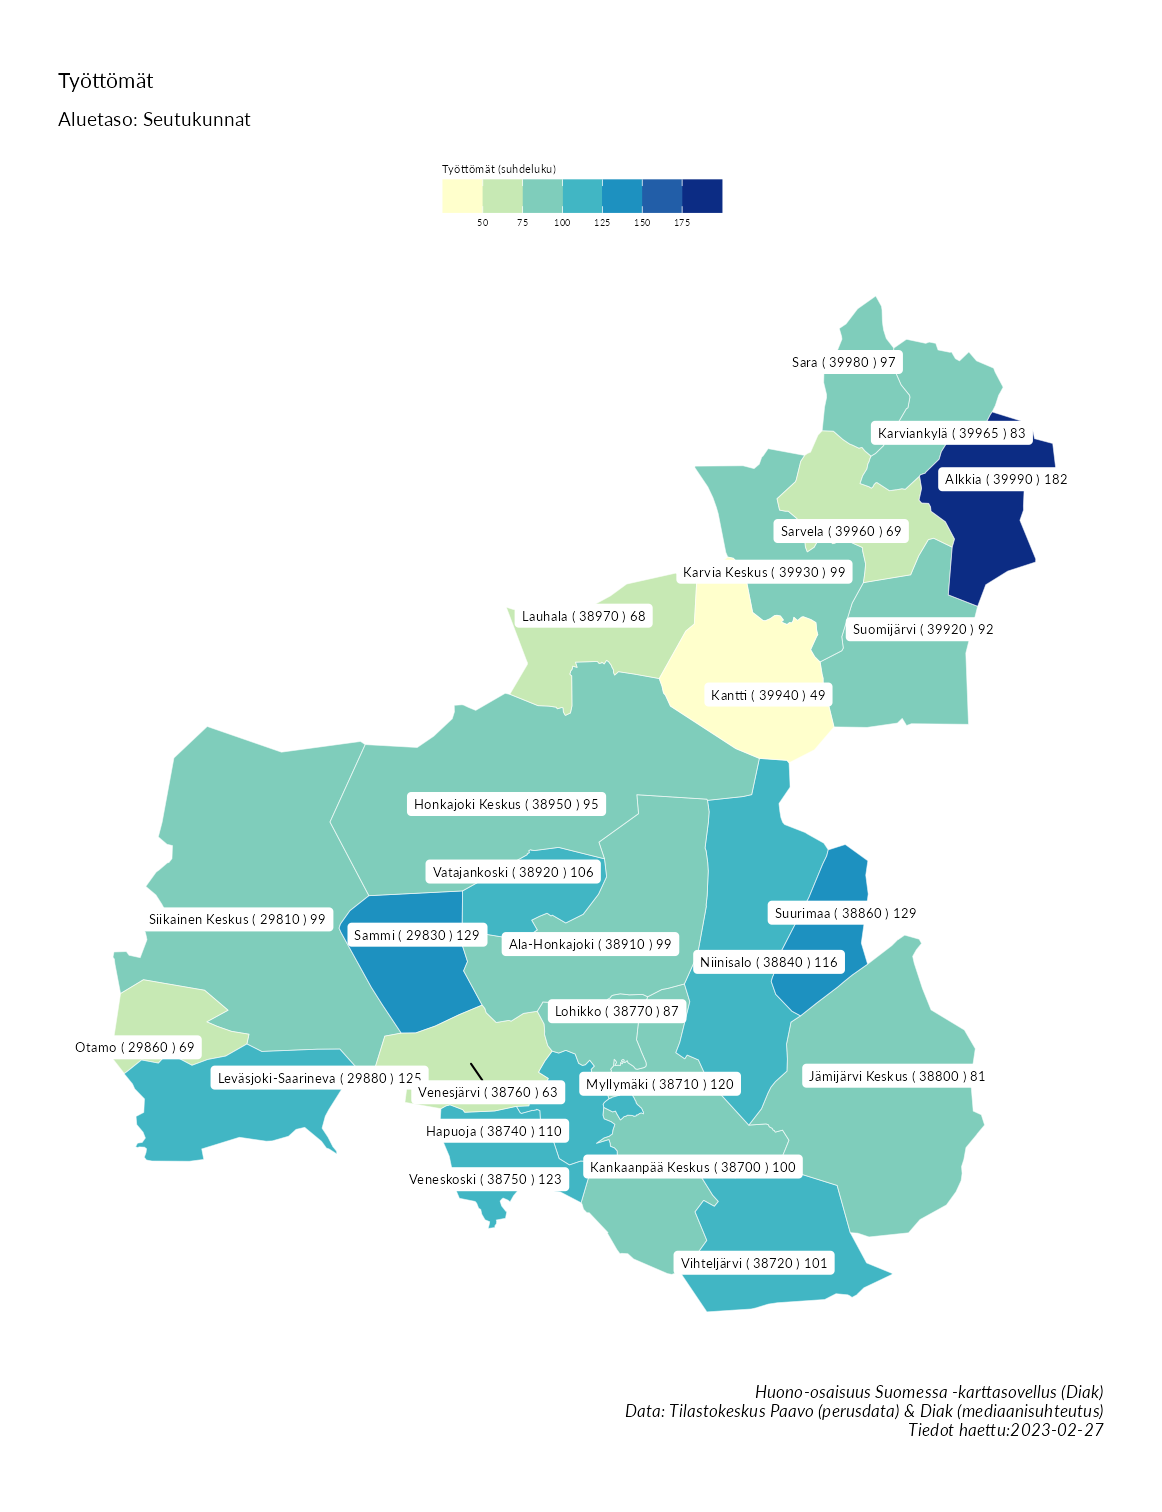 Työttömät
Aluetaso: Seutukunnat
Työttömät (suhdeluku)
50 75 100 125 150 175
Sara ( 39980 ) 97
Karviankylä ( 39965 ) 83
Alkkia ( 39990 ) 182
Sarvela ( 39960 ) 69
Karvia Keskus ( 39930 ) 99
Lauhala ( 38970 ) 68
Suomijärvi ( 39920 ) 92
Kantti ( 39940 ) 49
Honkajoki Keskus ( 38950 ) 95
Vatajankoski ( 38920 ) 106
Suurimaa ( 38860 ) 129
Siikainen Keskus ( 29810 ) 99
Sammi ( 29830 ) 129
Ala-Honkajoki ( 38910 ) 99
Niinisalo ( 38840 ) 116
Lohikko ( 38770 ) 87
Otamo ( 29860 ) 69
Leväsjoki-Saarineva ( 29880 ) 125
Jämijärvi Keskus ( 38800 ) 81
Myllymäki ( 38710 ) 120
Venesjärvi ( 38760 ) 63
Hapuoja ( 38740 ) 110
Kankaanpää Keskus ( 38700 ) 100
Veneskoski ( 38750 ) 123
Vihteljärvi ( 38720 ) 101
Huono-osaisuus Suomessa -karttasovellus (Diak)
Data: Tilastokeskus Paavo (perusdata) & Diak (mediaanisuhteutus)
Tiedot haettu:2023-02-27